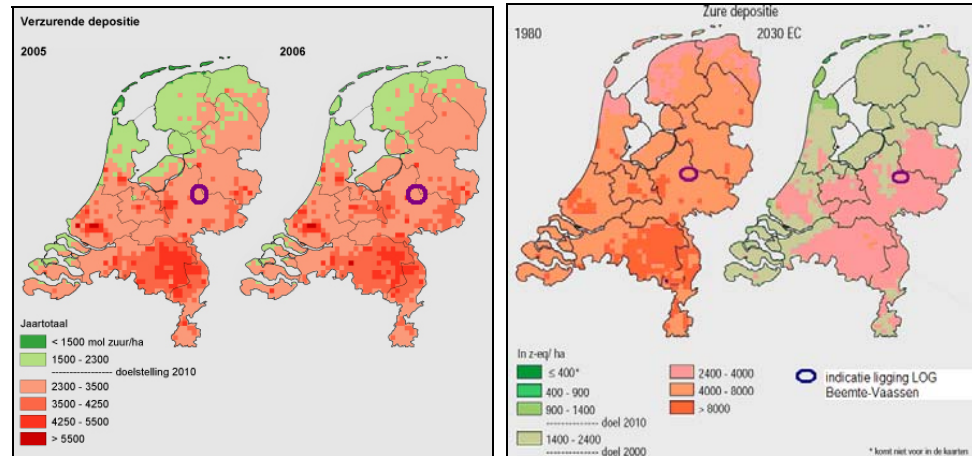 Verzurende depositie
2005
2006
Jaartotaal
< 1500 mol zuur/ha
1500 - 2300
----------------- doelstelling 2010
2300 - 3500
3500 - 4250
4250 - 5500
> 5500
Zure depositie
1980
2030 EC
In z-eq/ ha
≤ 400*
400 - 900
900 - 1400
-------------- doel 2010
1400 - 2400
-------------- doel 2000
2400 - 4000
4000 - 8000
> 8000
indicatie ligging LOG
Beemte-Vaassen
* komt niet voor in de kaarten